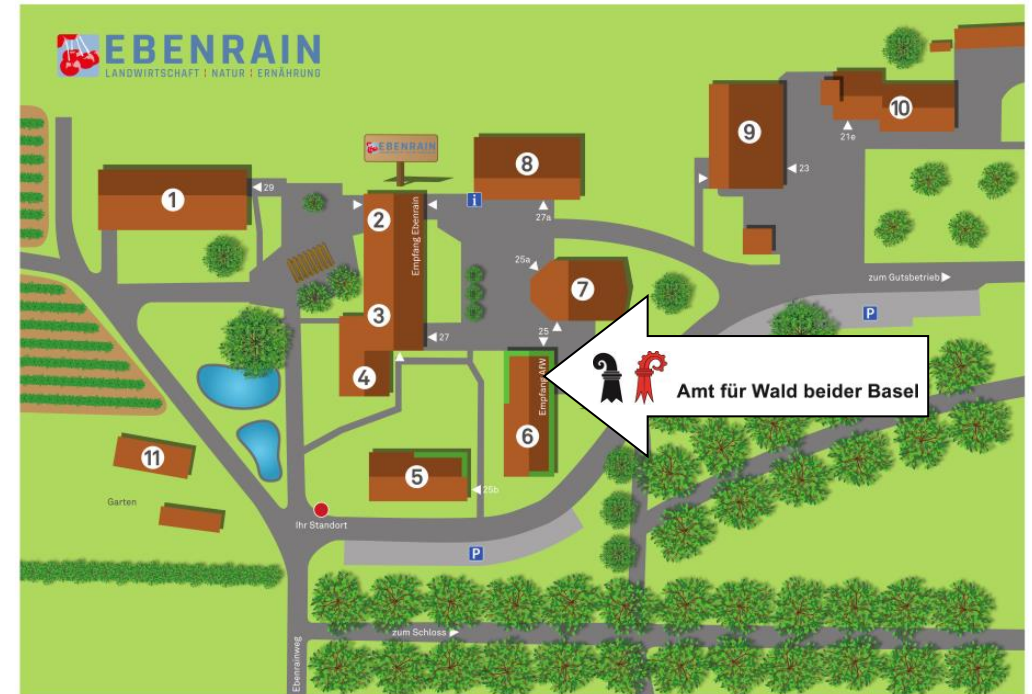 EBENRAIN
LANDWIRTSCHAFT | NATUR | ERNÄHRUNG
EBENRAIN
1
29
2
Empfang Ebenrain
i
8
27a
9
23
10
21e
25a
7
25
zum Gutsbetrieb
P
3
27
4
Empfang AfW
6
Amt für Wald beider Basel
5
25b
11
Garten
Ihr Standort
P
zum Schloss
Ebenrainweg